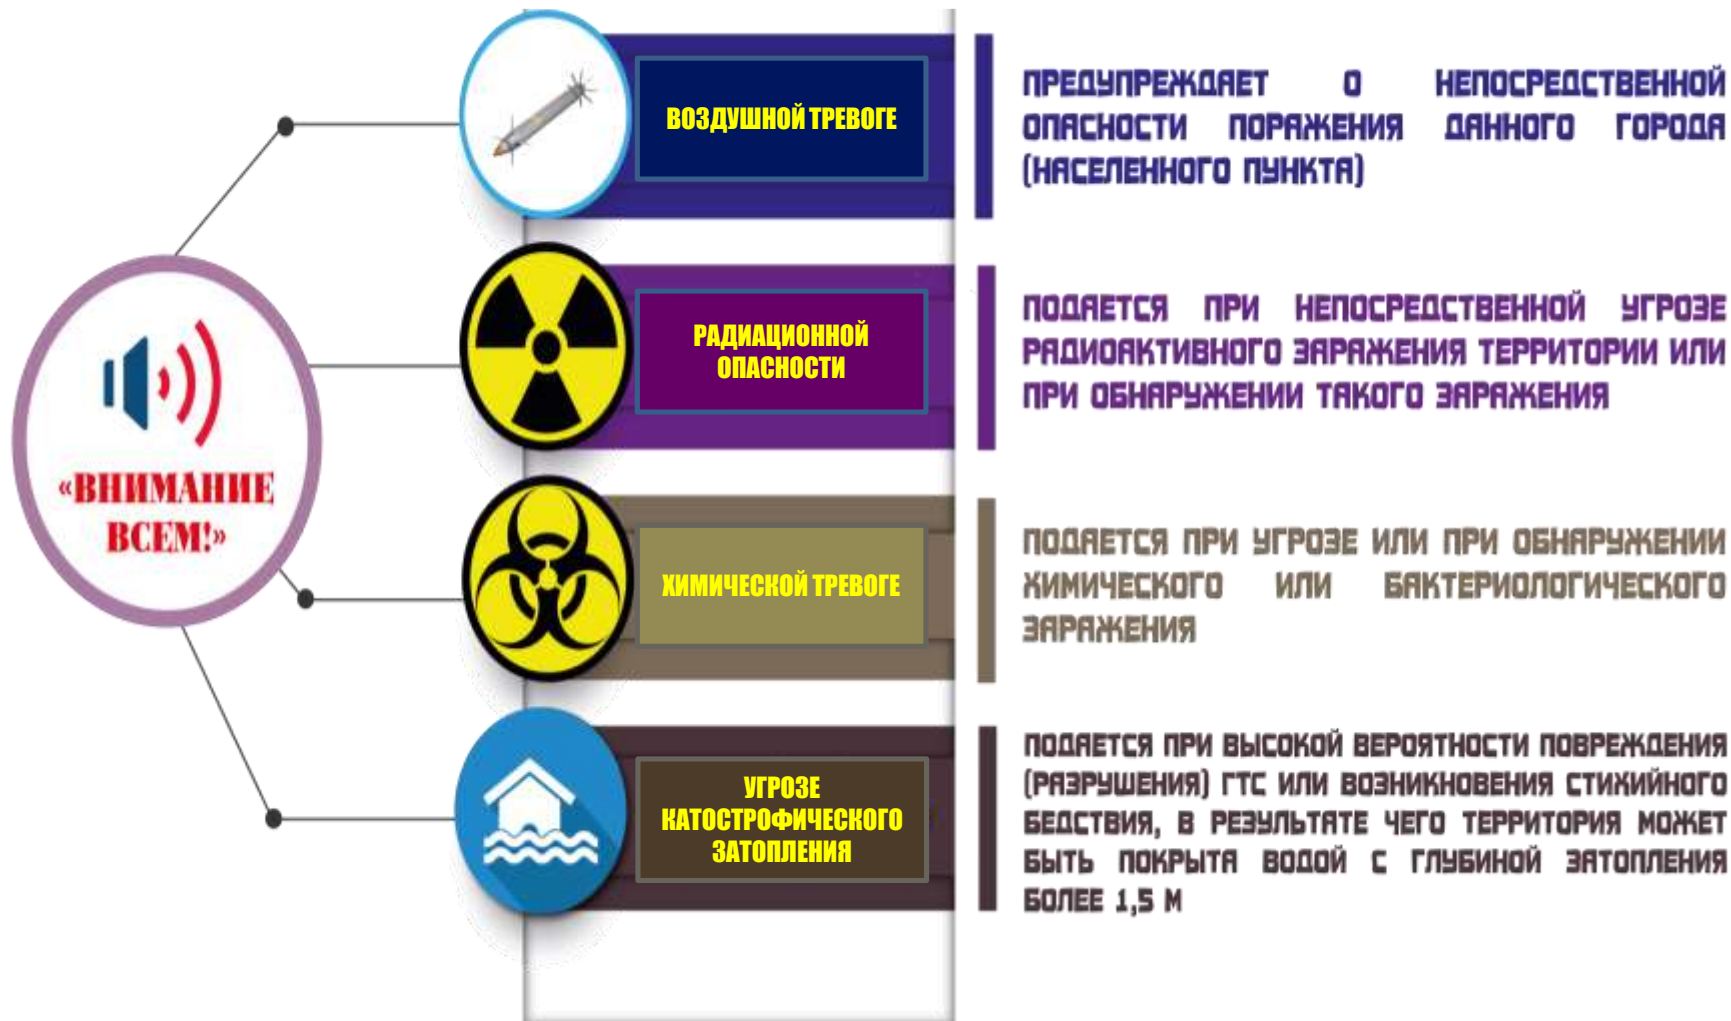 «ВНИМАНИЕ
ВСЕМ!»
ВОЗДУШНОЙ ТРЕВОГЕ
ПРЕДУПРЕЖДАЕТ О НЕПОСРЕДСТВЕННОЙ
ОПАСНОСТИ ПОРАЖЕНИЯ ДАННОГО ГОРОДА
(НАСЕЛЕННОГО ПУНКТА)
РАДИАЦИОННОЙ
ОПАСНОСТИ
ПОДАЕТСЯ ПРИ НЕПОСРЕДСТВЕННОЙ УГРОЗЕ
РАДИОАКТИВНОГО ЗАРАЖЕНИЯ ТЕРРИТОРИИ ИЛИ
ПРИ ОБНАРУЖЕНИИ ТАКОГО ЗАРАЖЕНИЯ
ХИМИЧЕСКОЙ ТРЕВОГЕ
ПОДАЕТСЯ ПРИ УГРОЗЕ ИЛИ ПРИ ОБНАРУЖЕНИИ
ХИМИЧЕСКОГО ИЛИ БАКТЕРИОЛОГИЧЕСКОГО
ЗАРАЖЕНИЯ
УГРОЗЕ
КАТОСТРОФИЧЕСКОГО
ЗАТОПЛЕНИЯ
ПОДАЕТСЯ ПРИ ВЫСОКОЙ ВЕРОЯТНОСТИ ПОВРЕЖДЕНИЯ
(РАЗРУШЕНИЯ) ГТС ИЛИ ВОЗНИКНОВЕНИЯ СТИХИЙНОГО
БЕДСТВИЯ, В РЕЗУЛЬТАТЕ ЧЕГО ТЕРРИТОРИЯ МОЖЕТ
БЫТЬ ПОКРЫТА ВОДОЙ С ГЛУБИНОЙ ЗАТОПЛЕНИЯ
БОЛЕЕ 1,5 М